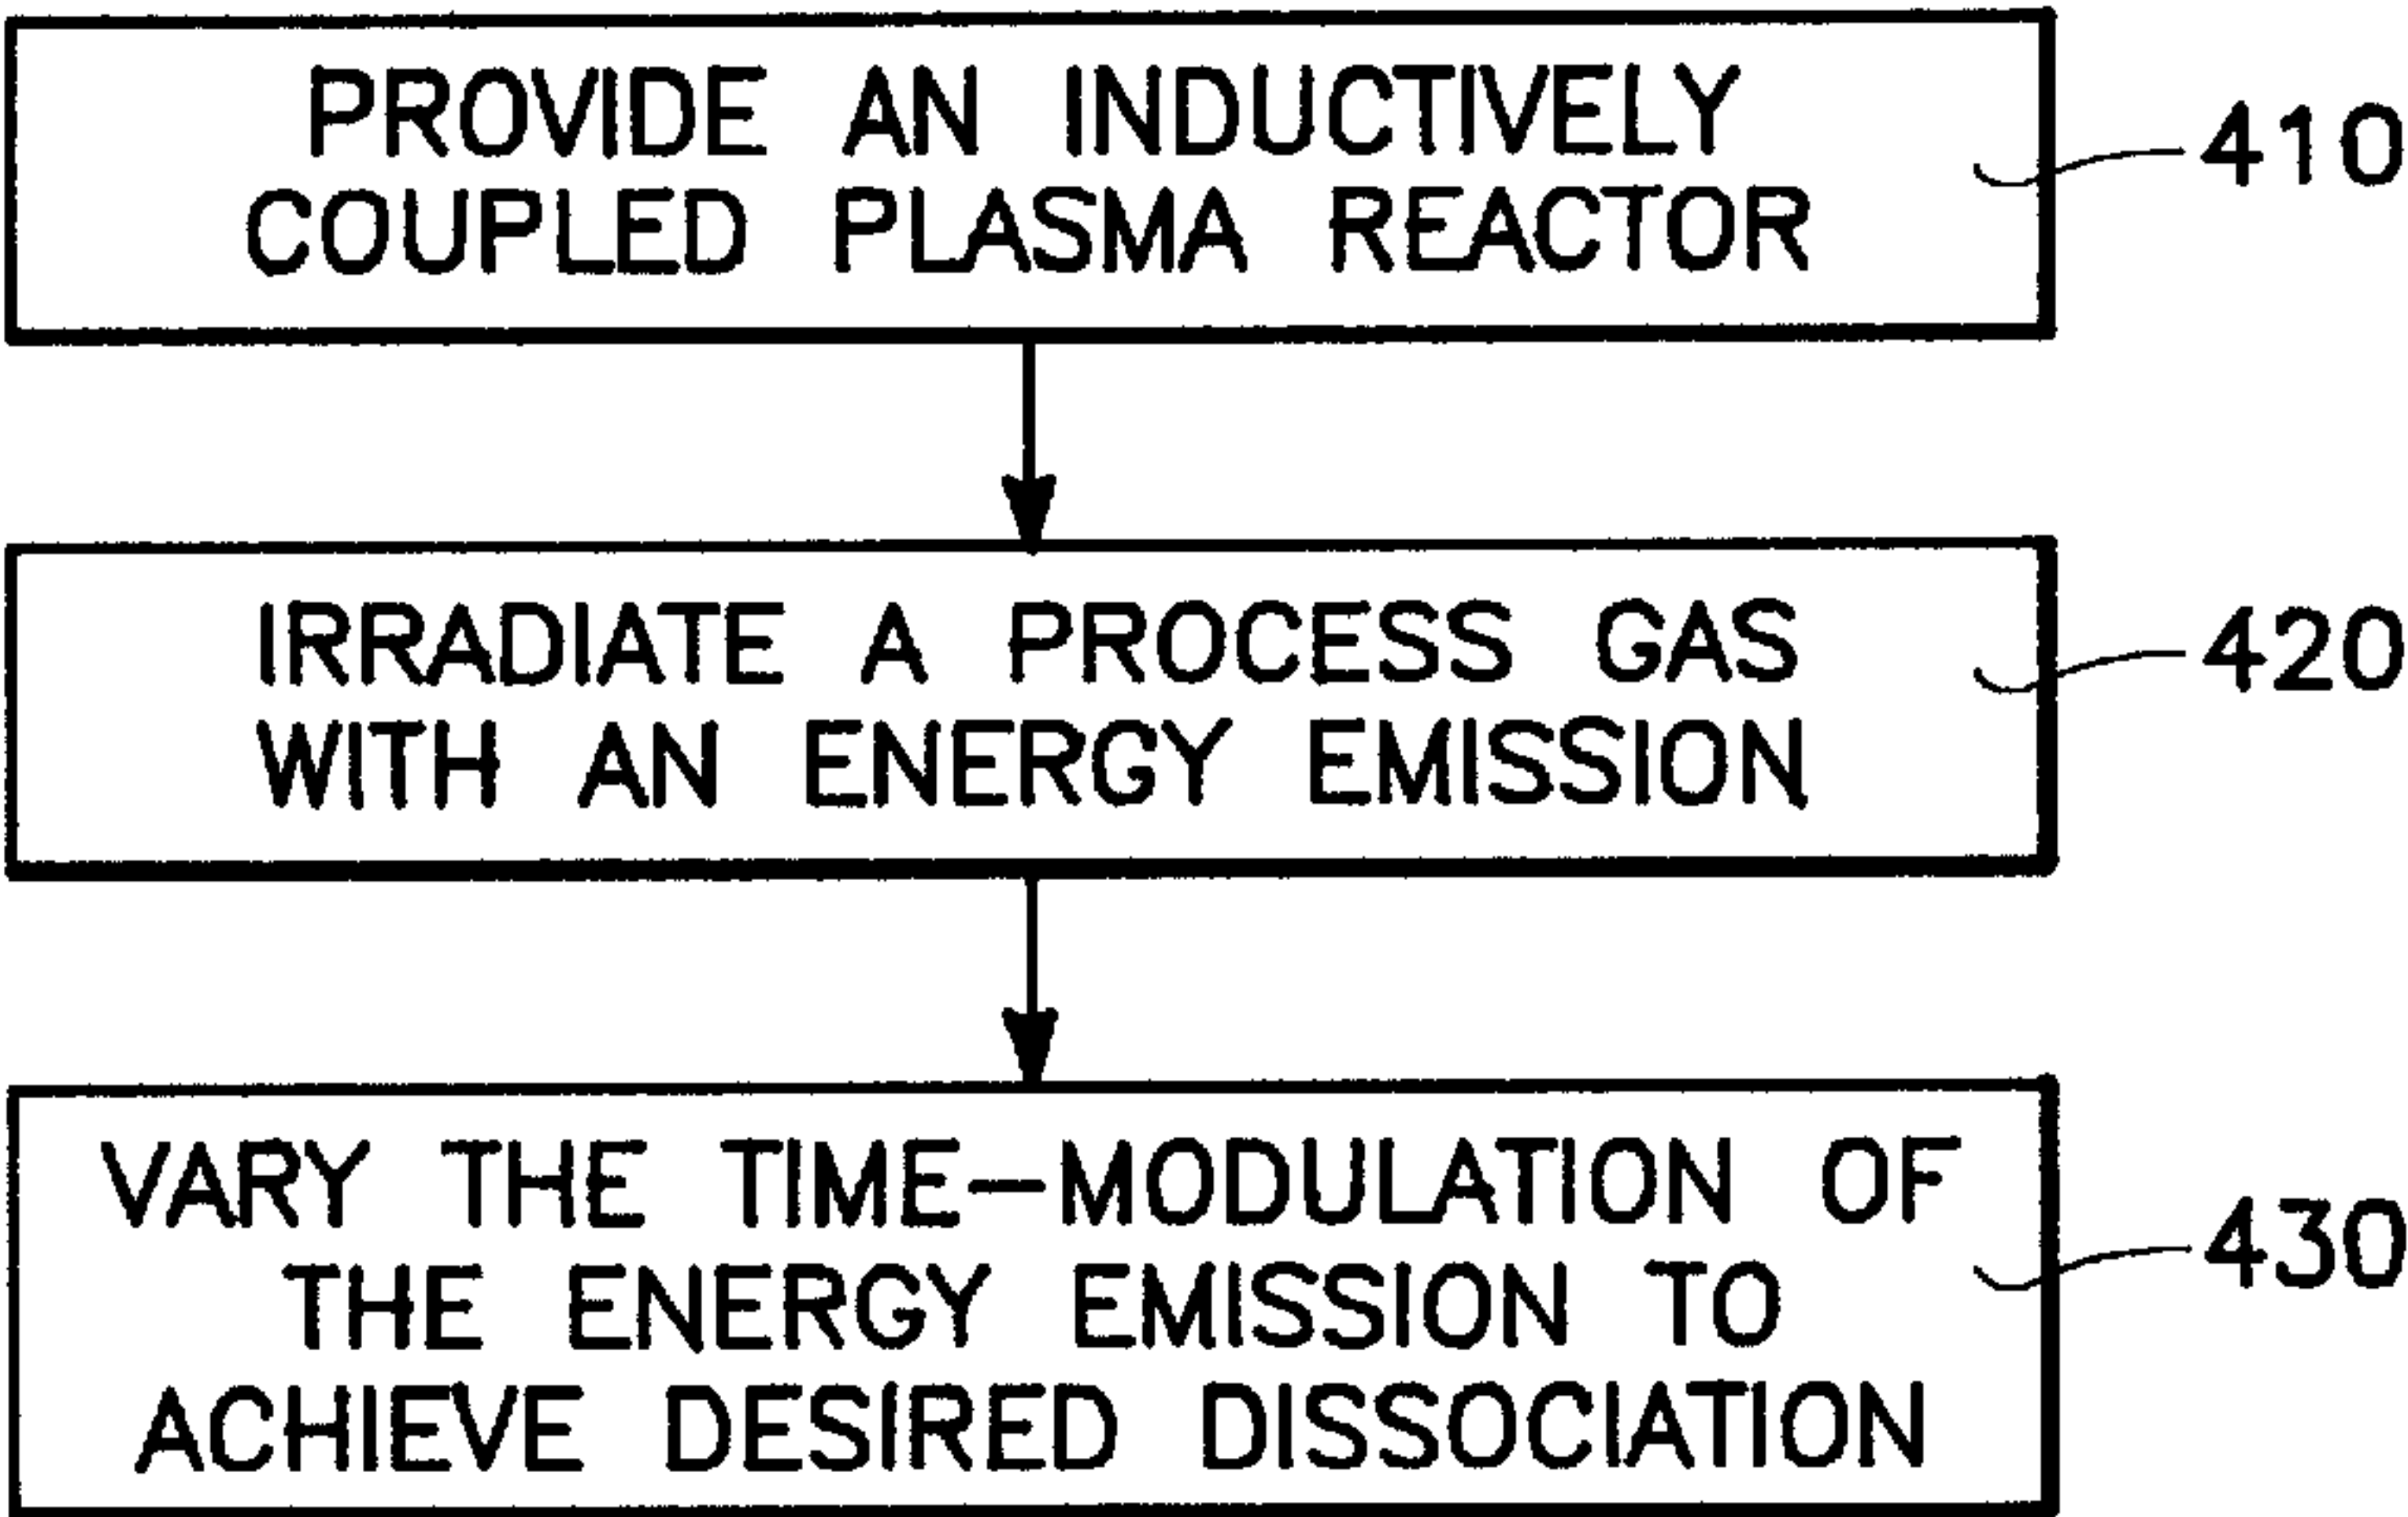 PROVIDE AN INDUCTIVELY
COUPLED PLASMA REACTOR
410
IRRADIATE A PROCESS GAS
WITH AN ENERGY EMISSION
420
VARY THE TIME-MODULATION OF
THE ENERGY EMISSION TO
ACHIEVE DESIRED DISSOCIATION
430